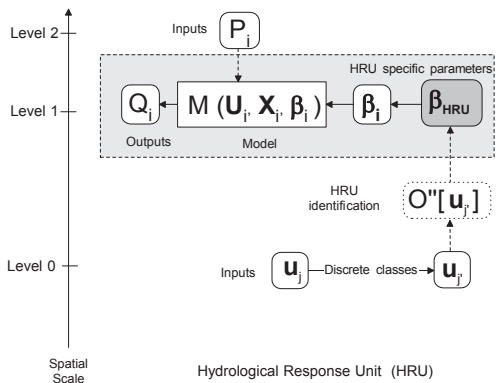 Level 2
Inputs
P_i
HRU specific parameters
Level 1
Q_i
M (U_i, X_i, β_i)
β_i
β_HRU
Outputs
Model
HRU
identification
O"[u_j']
Level 0
Inputs
u_j
Discrete classes
u_j'
Spatial
Scale
Hydrological Response Unit (HRU)